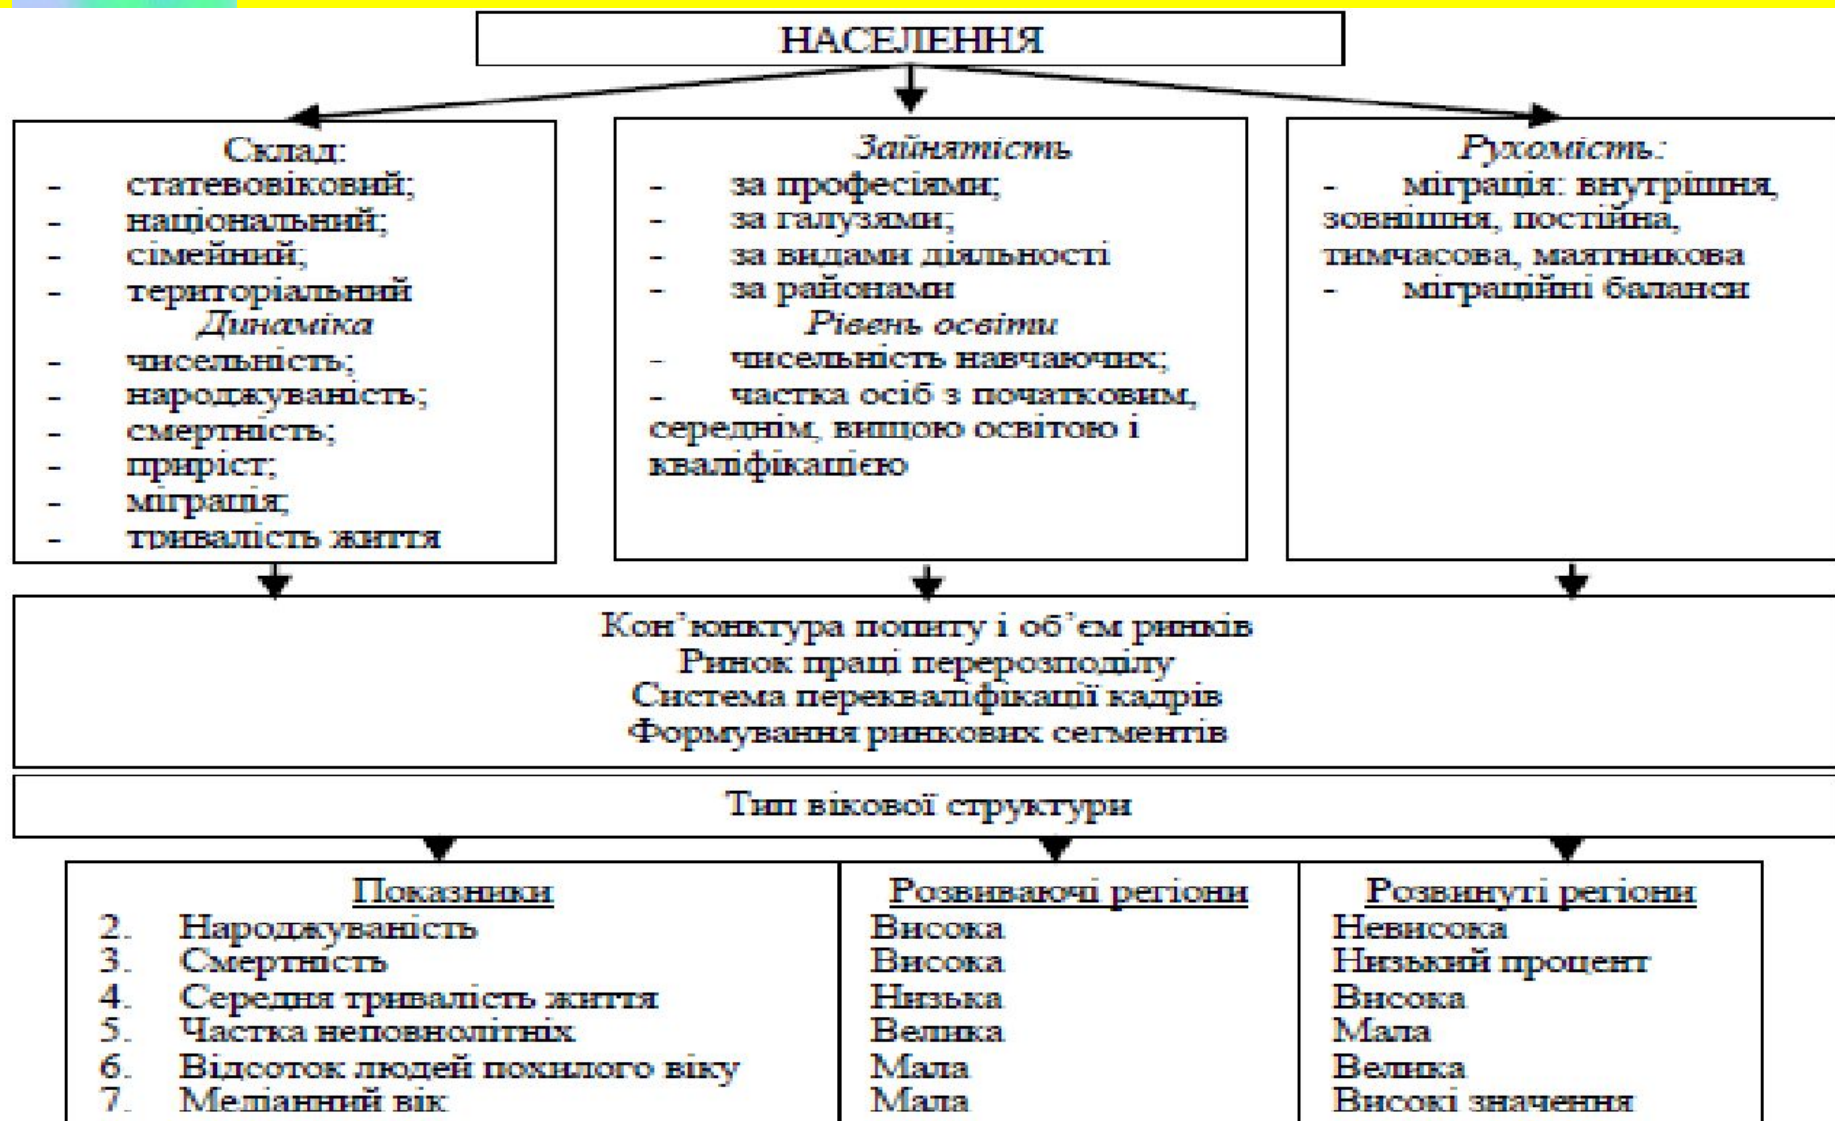 НАСЕЛЕННЯ
Склад:
- статевовіковий;
- національний;
- сімейний;
- територіальний
Динаміка
- чисельність;
- народжуваність;
- смертність;
- приріст;
- міграція;
- тривалість життя
Зайнятість
- за професіями;
- за галузями;
- за видами діяльності
- за районами
Рівень освіти
- чисельність навчаючих;
- частка осіб з початковим,
середнім, вищою освітою і
кваліфікацією
Рухомість:
- міграція: внутрішня,
зовнішня, постійна,
тимчасова, маятникова
- міграційні баланси
Кон’юнктура попиту і об’єм ринків
Ринок праці перерозподілу
Система перекваліфікації кадрів
Формування ринкових сегментів
Тип вікової структури
Показники
2. Народжуваність
3. Смертність
4. Середня тривалість життя
5. Частка неповнолітніх
6. Відсоток людей похилого віку
7. Медіанний вік
Розвиваючі регіони
Висока
Висока
Низька
Велика
Мала
Мала
Розвинуті регіони
Невисока
Низький процент
Висока
Мала
Велика
Високі значення